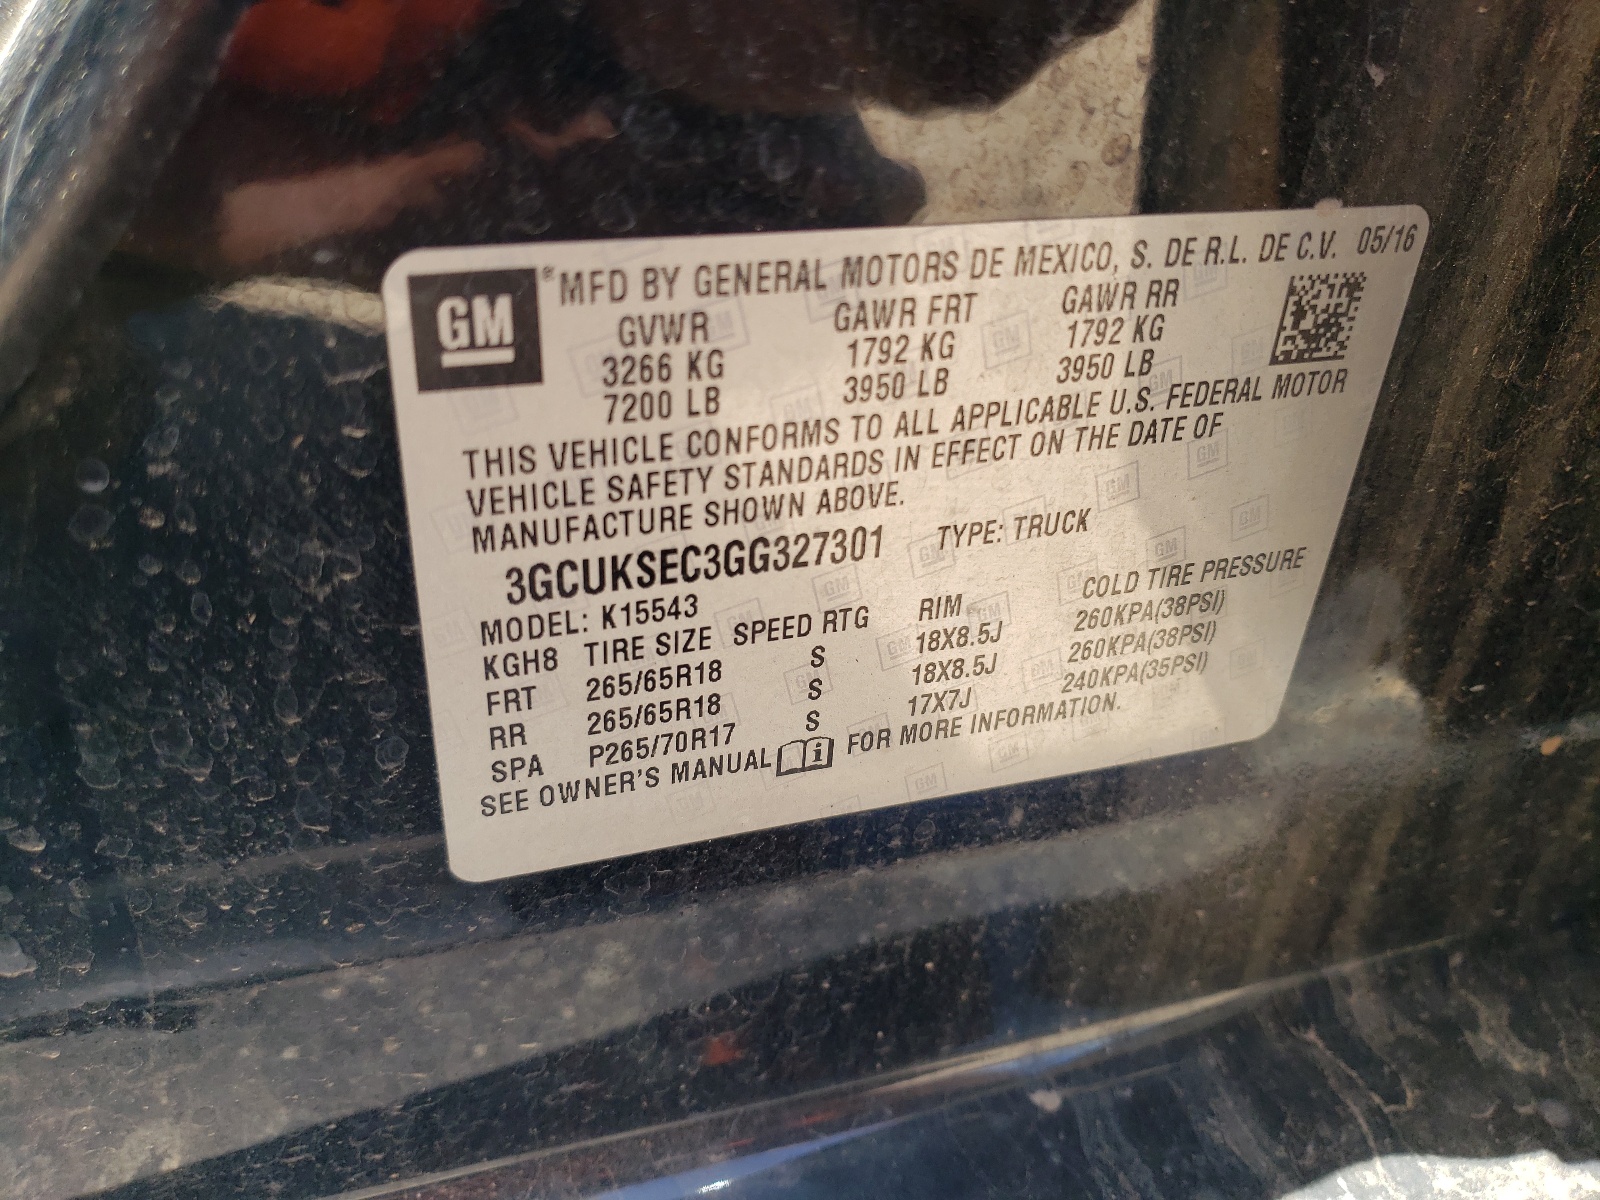 GM
® MFD BY GENERAL MOTORS DE MEXICO, S. DE R.L. DE C.V. 05/16
GVWR GAWR FRT GAWR RR
3266 KG 1792 KG 1792 KG
7200 LB 3950 LB 3950 LB
THIS VEHICLE CONFORMS TO ALL APPLICABLE U.S. FEDERAL MOTOR
VEHICLE SAFETY STANDARDS IN EFFECT ON THE DATE OF
MANUFACTURE SHOWN ABOVE.
3GCUKSEC3GG327301 TYPE: TRUCK
MODEL: K15543
KGH8 TIRE SIZE SPEED RTG RIM COLD TIRE PRESSURE
FRT 265/65R18 S 18X8.5J 260KPA(38PSI)
RR 265/65R18 S 18X8.5J 260KPA(38PSI)
SPA P265/70R17 S 17X7J 240KPA(35PSI)
SEE OWNER'S MANUAL i FOR MORE INFORMATION.